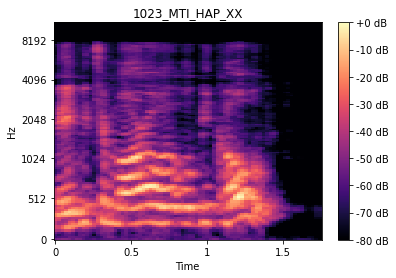 1023_MTI_HAP_XX
+0 dB
8192
-10 dB
4096
-20 dB
-30 dB
2048
Hz
-40 dB
1024
-50 dB
512
-60 dB
-70 dB
0
-80 dB
0
0.5
1
1.5
Time